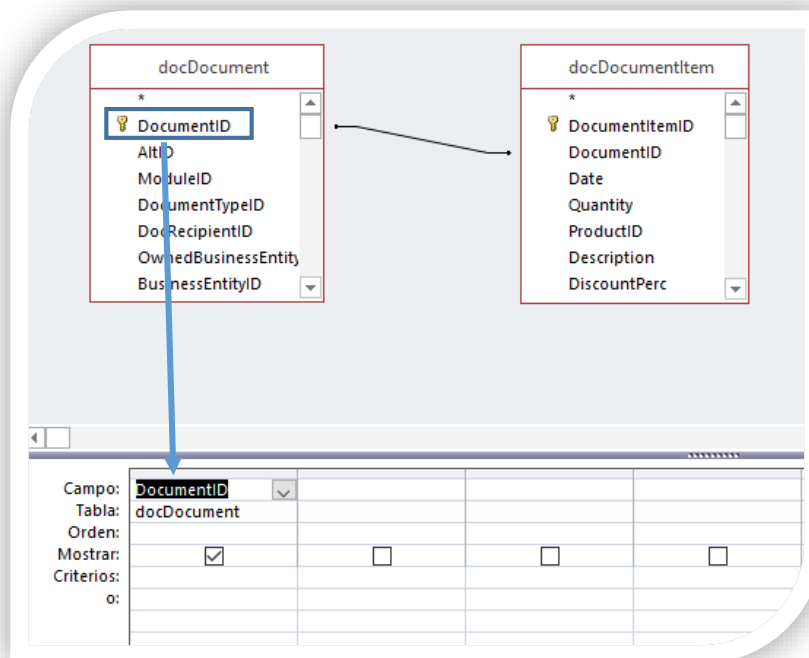 docDocument
*
DocumentID
AltID
ModuleID
DocumentTypeID
DocRecipientID
OwnedBusinessEntity
BusinessEntityID
docDocumentItem
*
DocumentItemID
DocumentID
Date
Quantity
ProductID
Description
DiscountPerc
Campo: DocumentID
Tabla: docDocument
Orden:
Mostrar:
Criterios:
o: